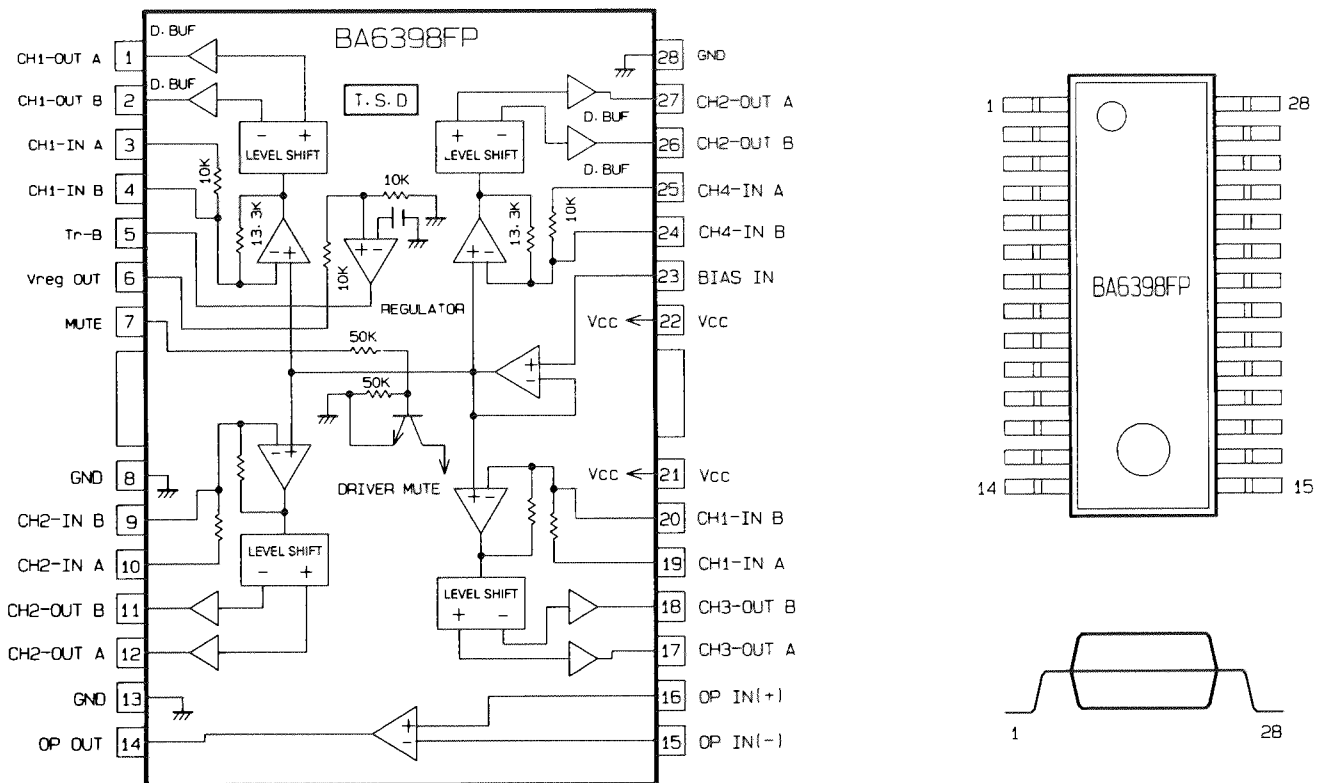 BA6398FP
T.S.D
D.BUF
CH1-OUT A 1
D.BUF
CH1-OUT B 2
CH1-IN A 3
CH1-IN B 4
Tr-B 5
Vreg OUT 6
MUTE 7
GND 8
CH2-IN B 9
CH2-IN A 10
CH2-OUT B 11
CH2-OUT A 12
GND 13
OP OUT 14
28 GND
27 CH2-OUT A
D.BUF
26 CH2-OUT B
D.BUF
25 CH4-IN A
24 CH4-IN B
23 BIAS IN
Vcc 22 Vcc
Vcc 21 Vcc
20 CH1-IN B
19 CH1-IN A
18 CH3-OUT B
17 CH3-OUT A
16 OP IN(+)
15 OP IN(-)
- +
LEVEL SHIFT
+ -
LEVEL SHIFT
10K
13.3K
- +
10K
10K
+ -
REGULATOR
13.3K
10K
+ -
50K
50K
+
-
DRIVER MUTE
- +
LEVEL SHIFT
- +
+ -
LEVEL SHIFT
+ -
+
-
1
28
BA6398FP
14
15
1
28